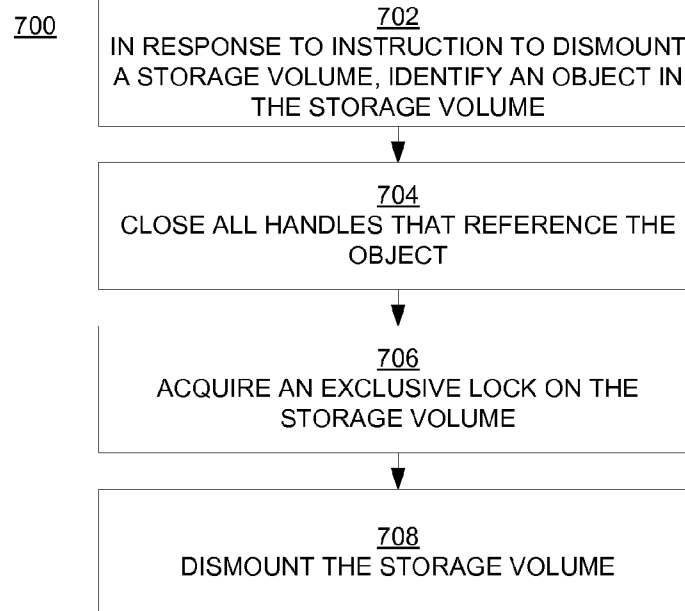 700
702
IN RESPONSE TO INSTRUCTION TO DISMOUNT
A STORAGE VOLUME, IDENTIFY AN OBJECT IN
THE STORAGE VOLUME
704
CLOSE ALL HANDLES THAT REFERENCE THE
OBJECT
706
ACQUIRE AN EXCLUSIVE LOCK ON THE
STORAGE VOLUME
708
DISMOUNT THE STORAGE VOLUME